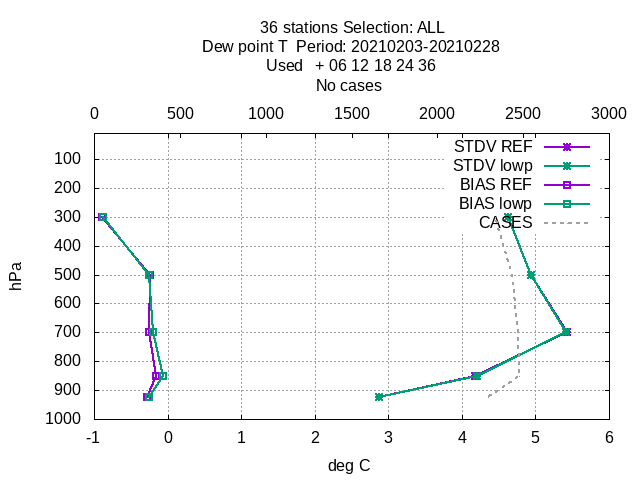 36 stations Selection: ALL
Dew point T  Period: 20210203-20210228
Used   + 06 12 18 24 36
No cases
0 500 1000 1500 2000 2500 3000
STDV REF
STDV lowp
BIAS REF
BIAS lowp
CASES
100
200
300
400
500
600
700
800
900
1000
hPa
-1 0 1 2 3 4 5 6
deg C